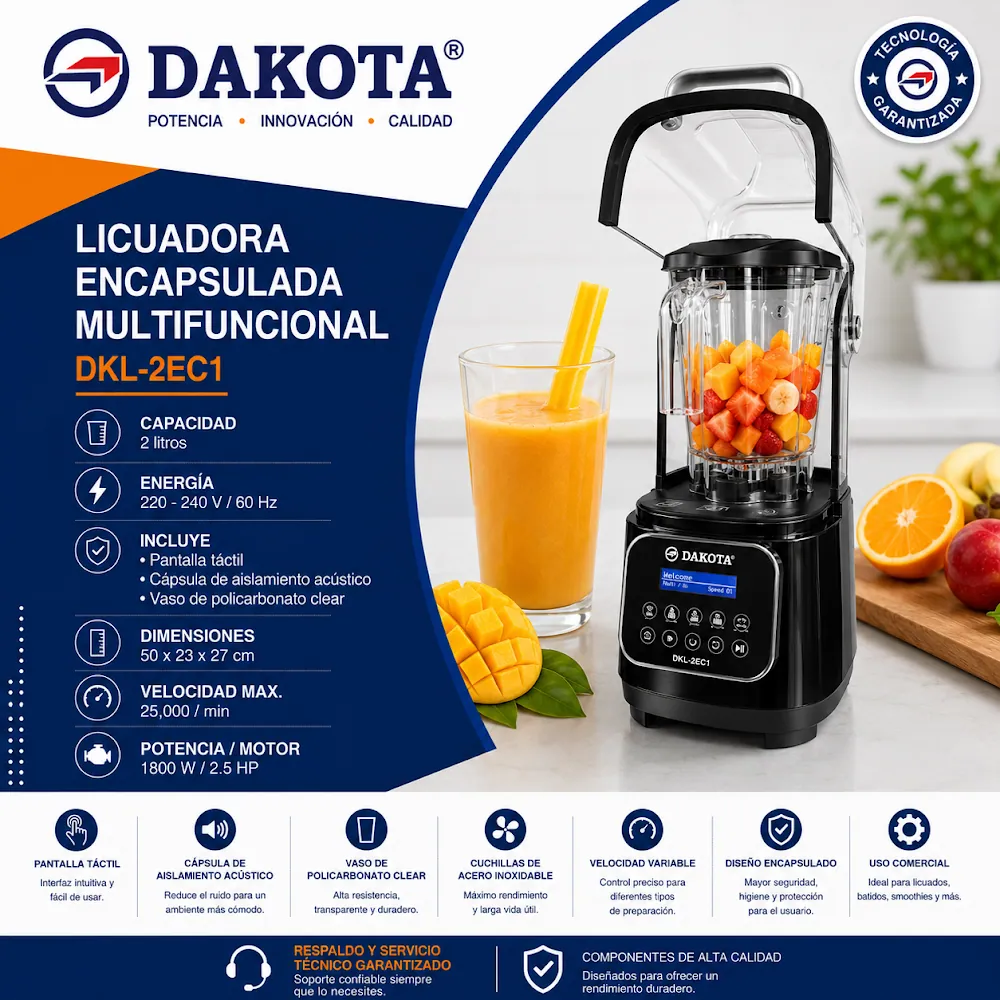 DAKOTA®
POTENCIA • INNOVACIÓN • CALIDAD
TECNOLOGÍA
GARANTIZADA
LICUADORA
ENCAPSULADA
MULTIFUNCIONAL
DKL-2EC1
CAPACIDAD
2 litros
ENERGÍA
220 - 240 V / 60 Hz
INCLUYE
• Pantalla táctil
• Cápsula de aislamiento acústico
• Vaso de policarbonato clear
DIMENSIONES
50 x 23 x 27 cm
VELOCIDAD MAX.
25,000 / min
POTENCIA / MOTOR
1800 W / 2.5 HP
DAKOTA®
Welcome
Speed 01
DKL-2EC1
PANTALLA TÁCTIL
Interfaz intuitiva y
fácil de usar.
CÁPSULA DE
AISLAMIENTO ACÚSTICO
Reduce el ruido para un
ambiente más cómodo.
VASO DE
POLICARBONATO CLEAR
Alta resistencia,
transparente y duradero.
CUCHILLAS DE
ACERO INOXIDABLE
Máximo rendimiento
y larga vida útil.
VELOCIDAD VARIABLE
Control preciso para
diferentes tipos
de preparación.
DISEÑO ENCAPSULADO
Mayor seguridad,
higiene y protección
para el usuario.
USO COMERCIAL
Ideal para licuados,
batidos, smoothies y más.
RESPALDO Y SERVICIO
TÉCNICO GARANTIZADO
Soporte confiable siempre
que lo necesites.
COMPONENTES DE ALTA CALIDAD
Diseñados para ofrecer un
rendimiento duradero.